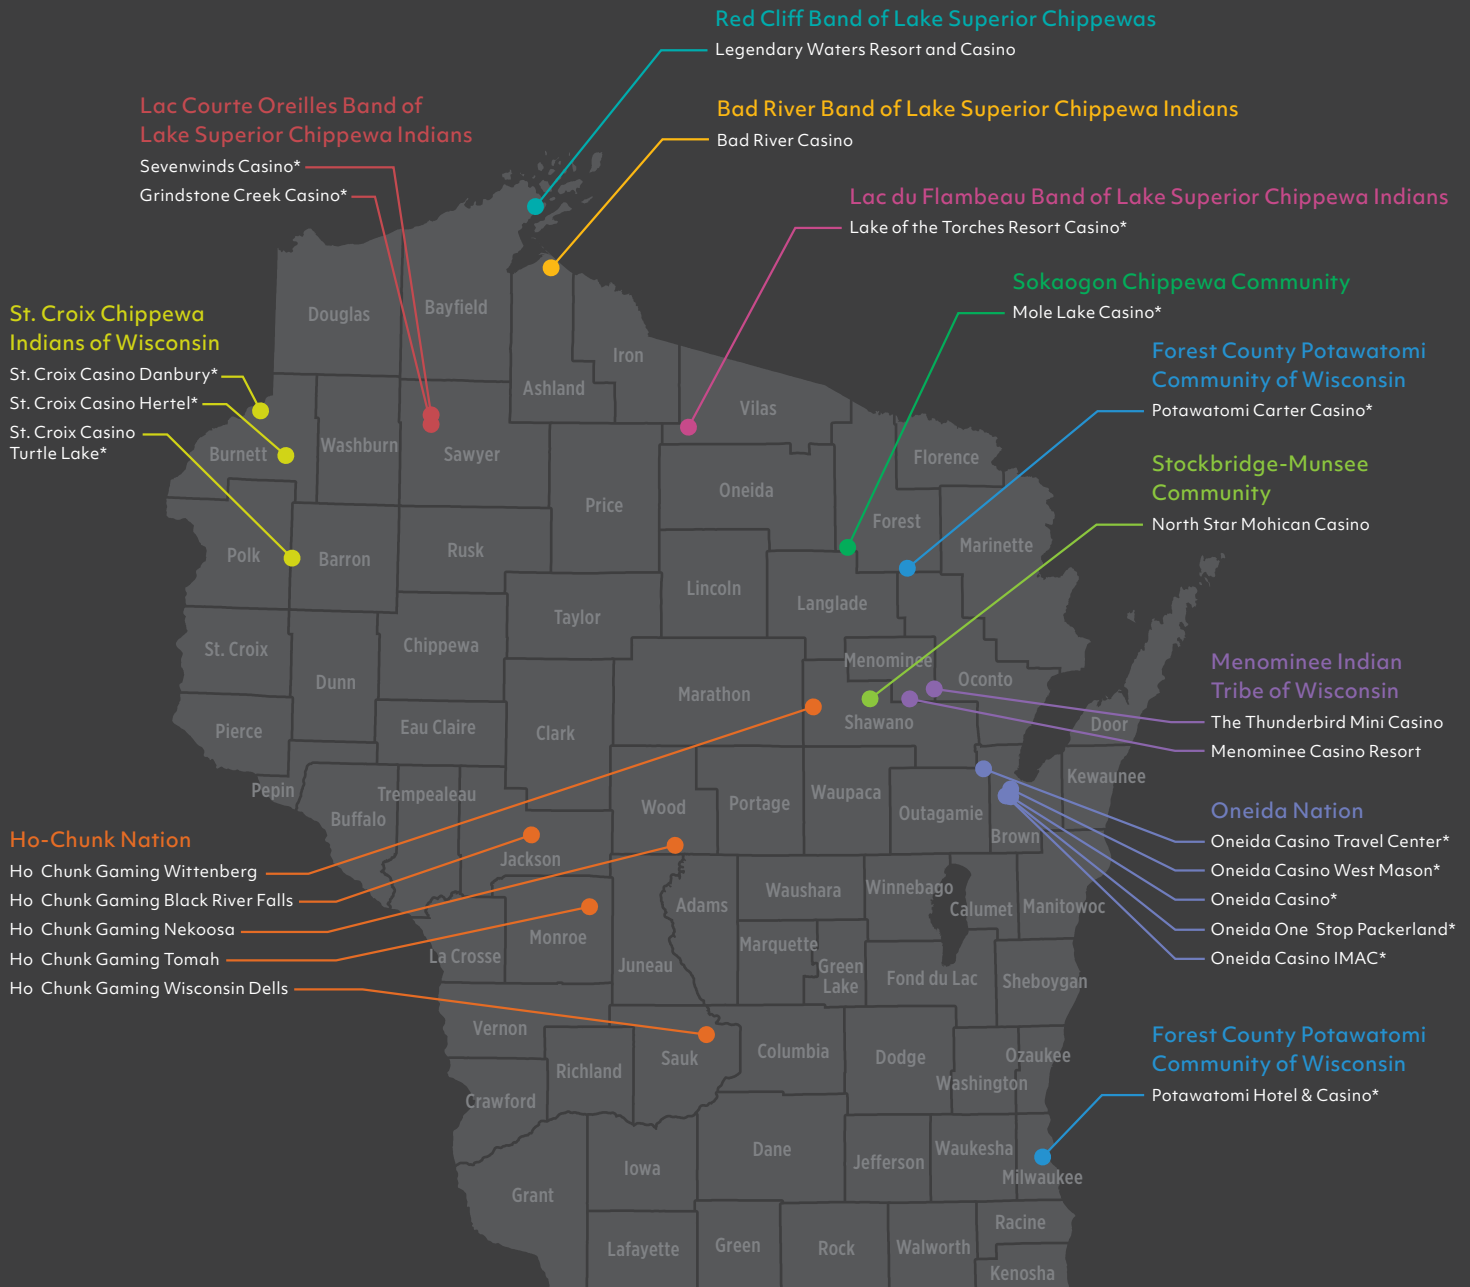 Red Cliff Band of Lake Superior Chippewas
Legendary Waters Resort and Casino
Lac Courte Oreilles Band of
Lake Superior Chippewa Indians
Sevenwinds Casino*
Grindstone Creek Casino*
Bad River Band of Lake Superior Chippewa Indians
Bad River Casino
Lac du Flambeau Band of Lake Superior Chippewa Indians
Lake of the Torches Resort Casino*
Sokaogon Chippewa Community
Mole Lake Casino*
St. Croix Chippewa
Indians of Wisconsin
St. Croix Casino Danbury*
St. Croix Casino Hertel*
St. Croix Casino
Turtle Lake*
Forest County Potawatomi
Community of Wisconsin
Potawatomi Carter Casino*
Stockbridge-Munsee
Community
North Star Mohican Casino
Menominee Indian
Tribe of Wisconsin
The Thunderbird Mini Casino
Menominee Casino Resort
Oneida Nation
Oneida Casino Travel Center*
Oneida Casino West Mason*
Oneida Casino*
Oneida One Stop Packerland*
Oneida Casino IMAC*
Ho-Chunk Nation
Ho Chunk Gaming Wittenberg
Ho Chunk Gaming Black River Falls
Ho Chunk Gaming Nekoosa
Ho Chunk Gaming Tomah
Ho Chunk Gaming Wisconsin Dells
Forest County Potawatomi
Community of Wisconsin
Potawatomi Hotel & Casino*
Douglas
Bayfield
Iron
Ashland
Vilas
Burnett
Washburn
Sawyer
Florence
Oneida
Price
Forest
Marinette
Polk
Barron
Rusk
Lincoln
Langlade
Taylor
St. Croix
Chippewa
Menominee
Dunn
Marathon
Oconto
Pierce
Eau Claire
Clark
Shawano
Door
Pepin
Trempealeau
Buffalo
Wood
Portage
Waupaca
Outagamie
Brown
Kewaunee
Jackson
Adams
Waushara
Winnebago
Calumet
Manitowoc
La Crosse
Monroe
Juneau
Marquette
Green
Lake
Fond du Lac
Sheboygan
Vernon
Richland
Sauk
Columbia
Dodge
Washington
Ozaukee
Crawford
Iowa
Dane
Jefferson
Waukesha
Milwaukee
Grant
Lafayette
Green
Rock
Walworth
Racine
Kenosha